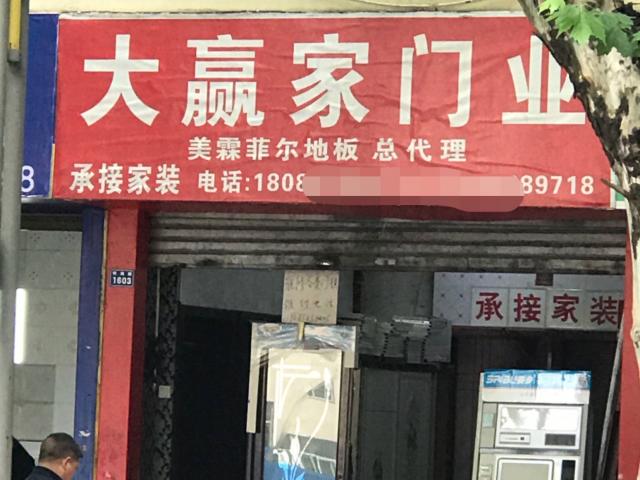 大赢家门业
美霖菲尔地板 总代理
承接家装 电话:1808
89718
8
1603
承接家装